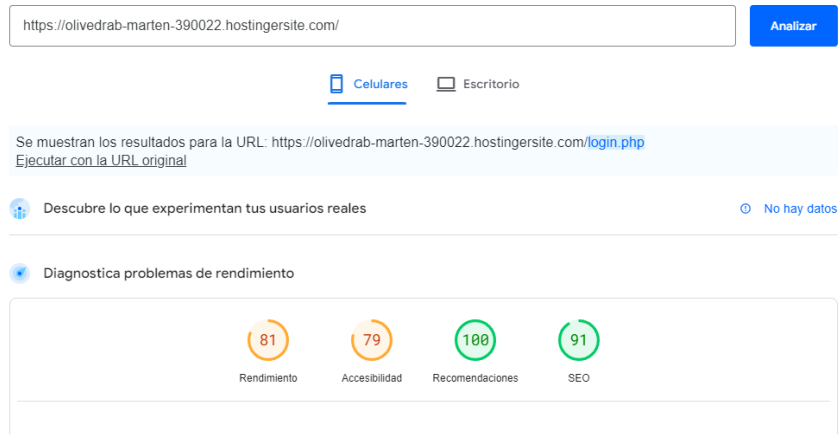 https://olivedrab-marten-390022.hostingersite.com/
Analizar
Celulares
Escritorio
Se muestran los resultados para la URL: https://olivedrab-marten-390022.hostingersite.com/login.php
Ejecutar con la URL original
Descubre lo que experimentan tus usuarios reales
No hay datos
Diagnostica problemas de rendimiento
81
79
100
91
Rendimiento
Accesibilidad
Recomendaciones
SEO